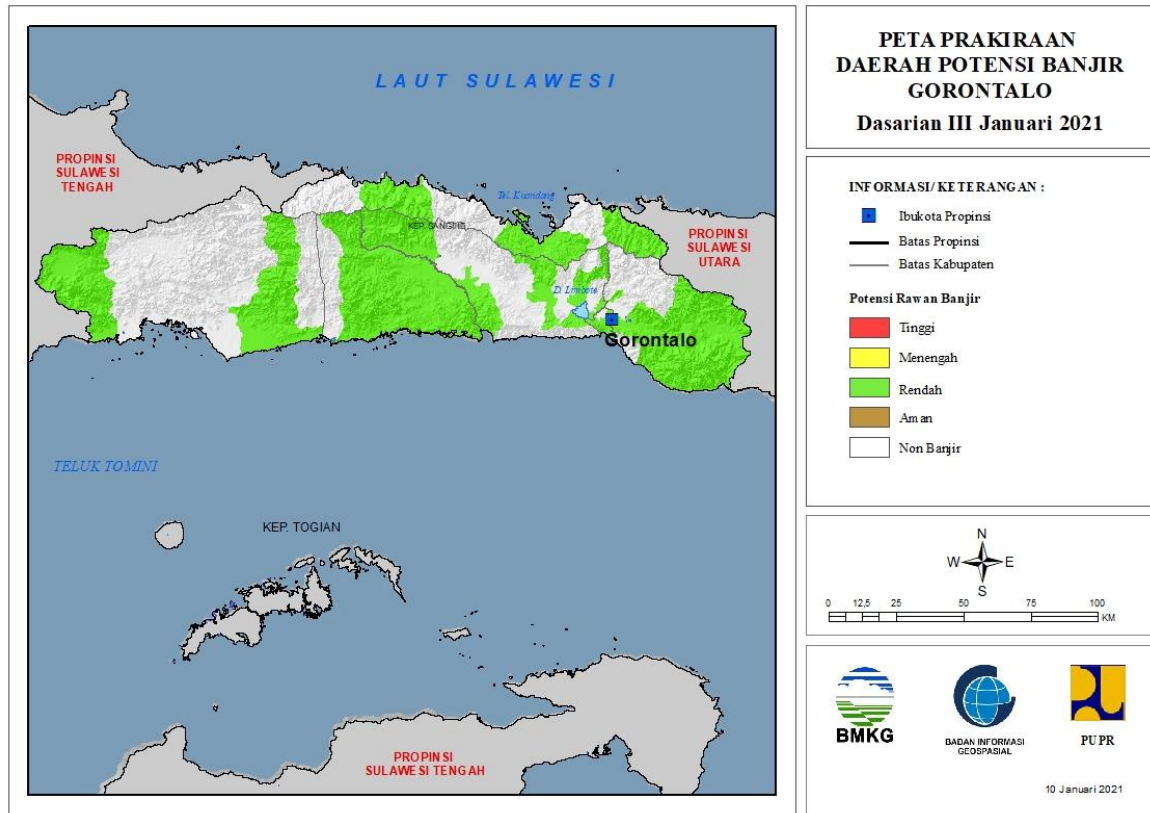 LAUT SULAWESI
PROPINSI
SULAWESI
TENGAH
Tel. Kuandang
KEP. SANGIHE
PROPINSI
SULAWESI
UTARA
D. Limboto
Gorontalo
TELUK TOMINI
KEP. TOGIAN
PROPINSI
SULAWESI TENGAH
PETA PRAKIRAAN
DAERAH POTENSI BANJIR
GORONTALO
Dasarian III Januari 2021
INFORMASI/ KETERANGAN :
Ibukota Propinsi
Batas Propinsi
Batas Kabupaten
Potensi Rawan Banjir
Tinggi
Menengah
Rendah
Aman
Non Banjir
N
W E
S
0 12,5 25 50 75 100
KM
BMKG
BADAN INFORMASI
GEOSPASIAL
PUPR
10 Januari 2021